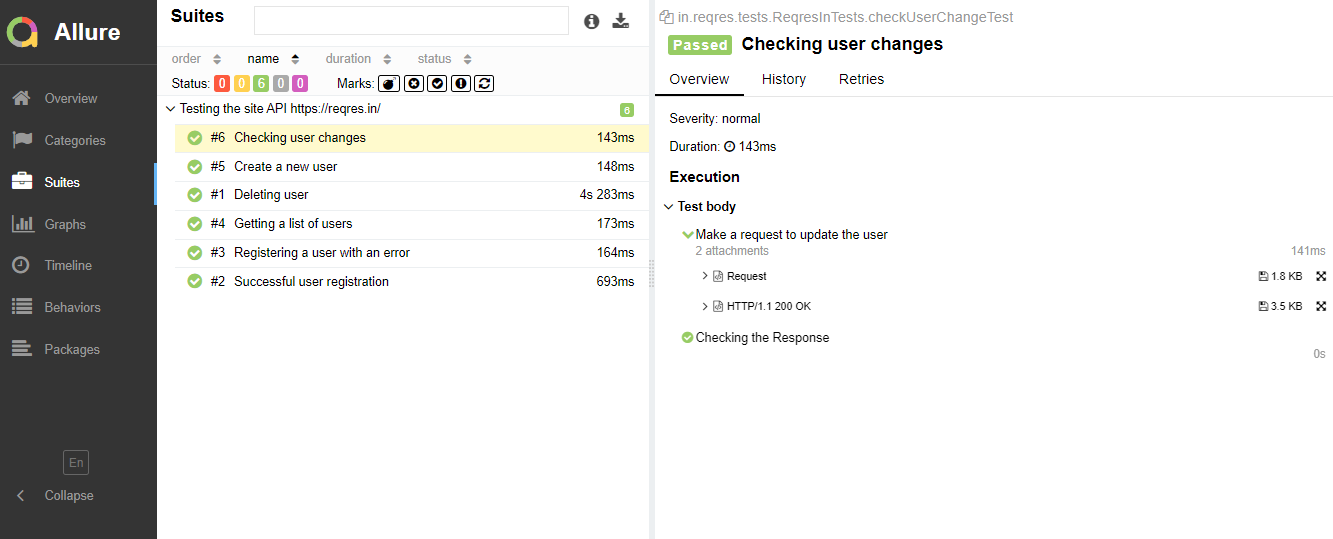 Allure
Overview
Categories
Suites
Graphs
Timeline
Behaviors
Packages
En
Collapse
Suites
order name duration status
Status: 0 0 6 0 0 Marks:
Testing the site API https://reqres.in/ 6
#6 Checking user changes 143ms
#5 Create a new user 148ms
#1 Deleting user 4s 283ms
#4 Getting a list of users 173ms
#3 Registering a user with an error 164ms
#2 Successful user registration 693ms
in.reqres.tests.ReqresInTests.checkUserChangeTest
Passed Checking user changes
Overview History Retries
Severity: normal
Duration: 143ms
Execution
Test body
Make a request to update the user
2 attachments 141ms
Request 1.8 KB
HTTP/1.1 200 OK 3.5 KB
Checking the Response
0s